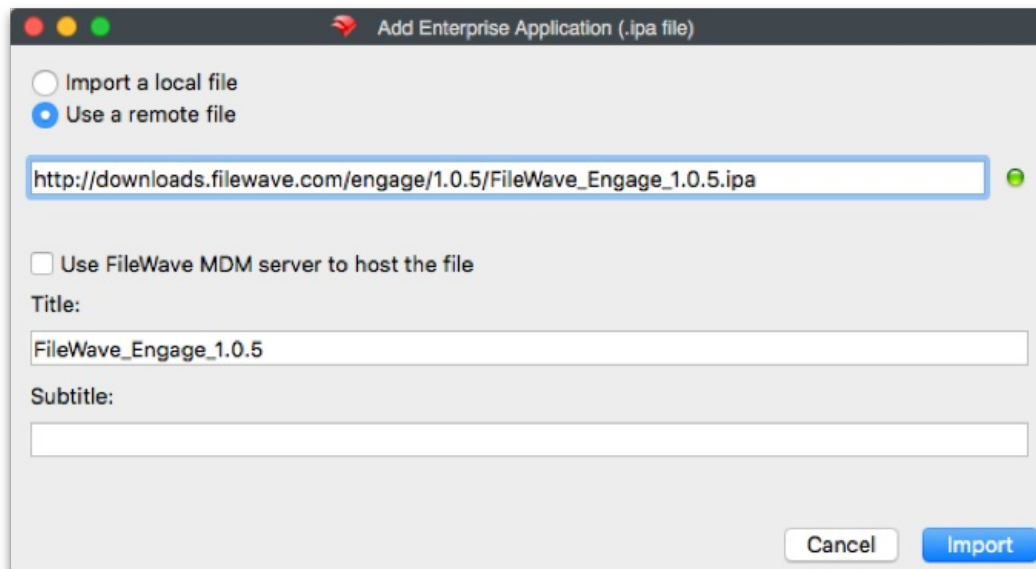 Add Enterprise Application (.ipa file)
Import a local file
Use a remote file
http://downloads.filewave.com/engage/1.0.5/FileWave_Engage_1.0.5.ipa
Use FileWave MDM server to host the file
Title:
FileWave_Engage_1.0.5
Subtitle:
Cancel Import